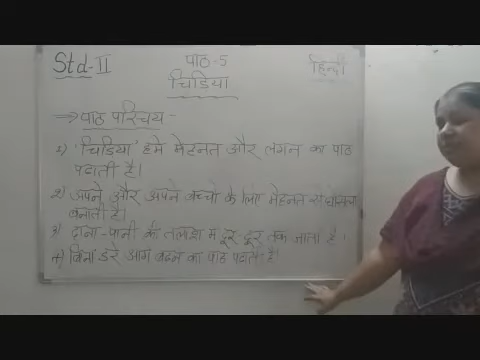 Std-II पाठ-5 हिन्दी
चिडिया
⇒ पाठ परिचय -
1) 'चिडिया' हमे मेहनत और लगन का पाठ
पढाती है।
2) अपने और अपने बच्चो के लिए मेहनत से घोसला
बनाती है।
3) दाना-पानी की तलाश मे दूर-दूर तक जाती है।
4) बिना डरे आगे बढने का पाठ पढाती है।